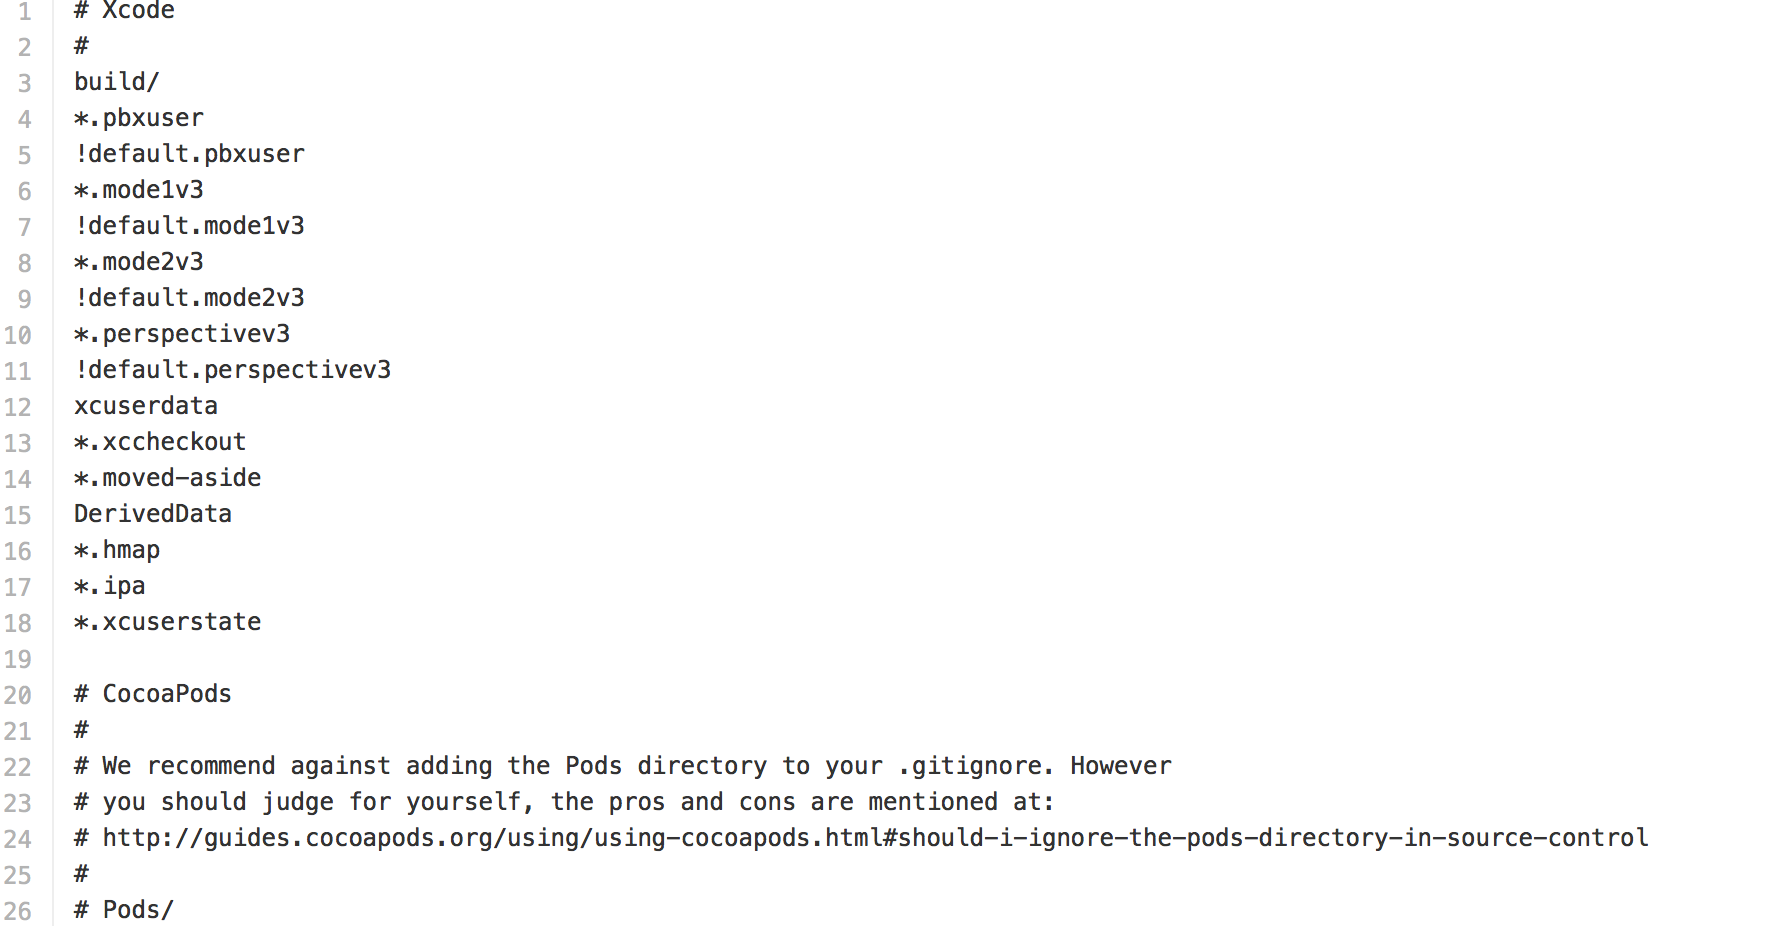 1 # Xcode
2 #
3 build/
4 *.pbxuser
5 !default.pbxuser
6 *.mode1v3
7 !default.mode1v3
8 *.mode2v3
9 !default.mode2v3
10 *.perspectivev3
11 !default.perspectivev3
12 xcuserdata
13 *.xccheckout
14 *.moved-aside
15 DerivedData
16 *.hmap
17 *.ipa
18 *.xcuserstate
19
20 # CocoaPods
21 #
22 # We recommend against adding the Pods directory to your .gitignore. However
23 # you should judge for yourself, the pros and cons are mentioned at:
24 # http://guides.cocoapods.org/using/using-cocoapods.html#should-i-ignore-the-pods-directory-in-source-control
25 #
26 # Pods/